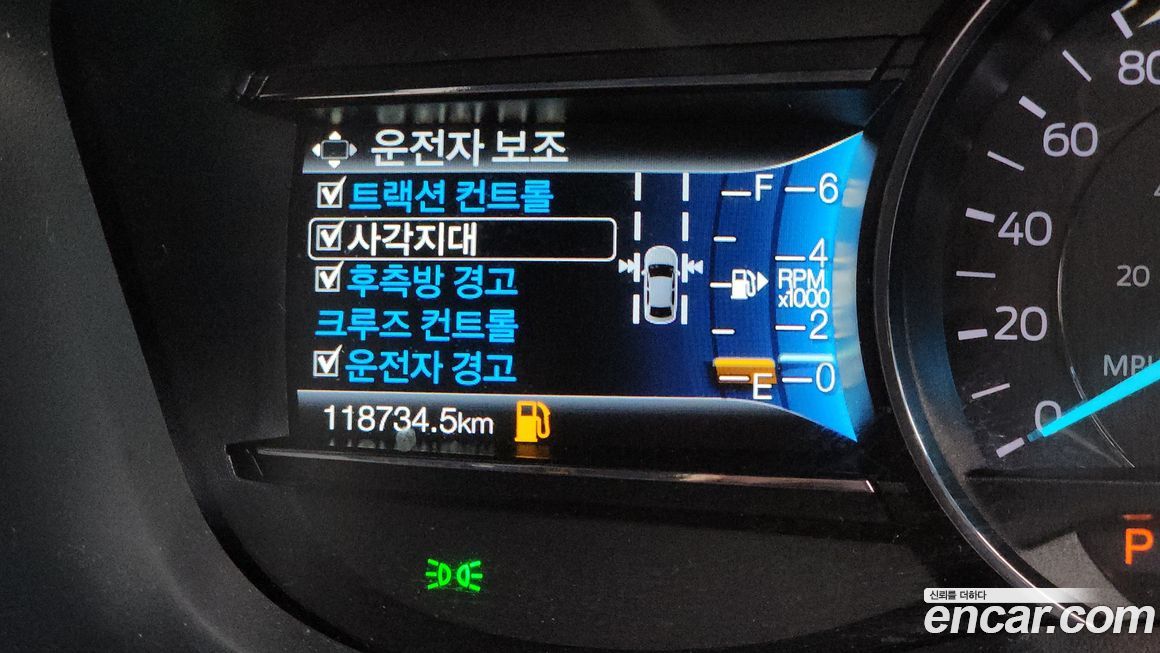 운전자 보조
트랙션 컨트롤
사각지대
후측방 경고
크루즈 컨트롤
운전자 경고
118734.5km
F
E
6
4
RPM
x1000
2
0
80
60
40
20
0
20
MPH
P
신뢰를 더하다
encar.com